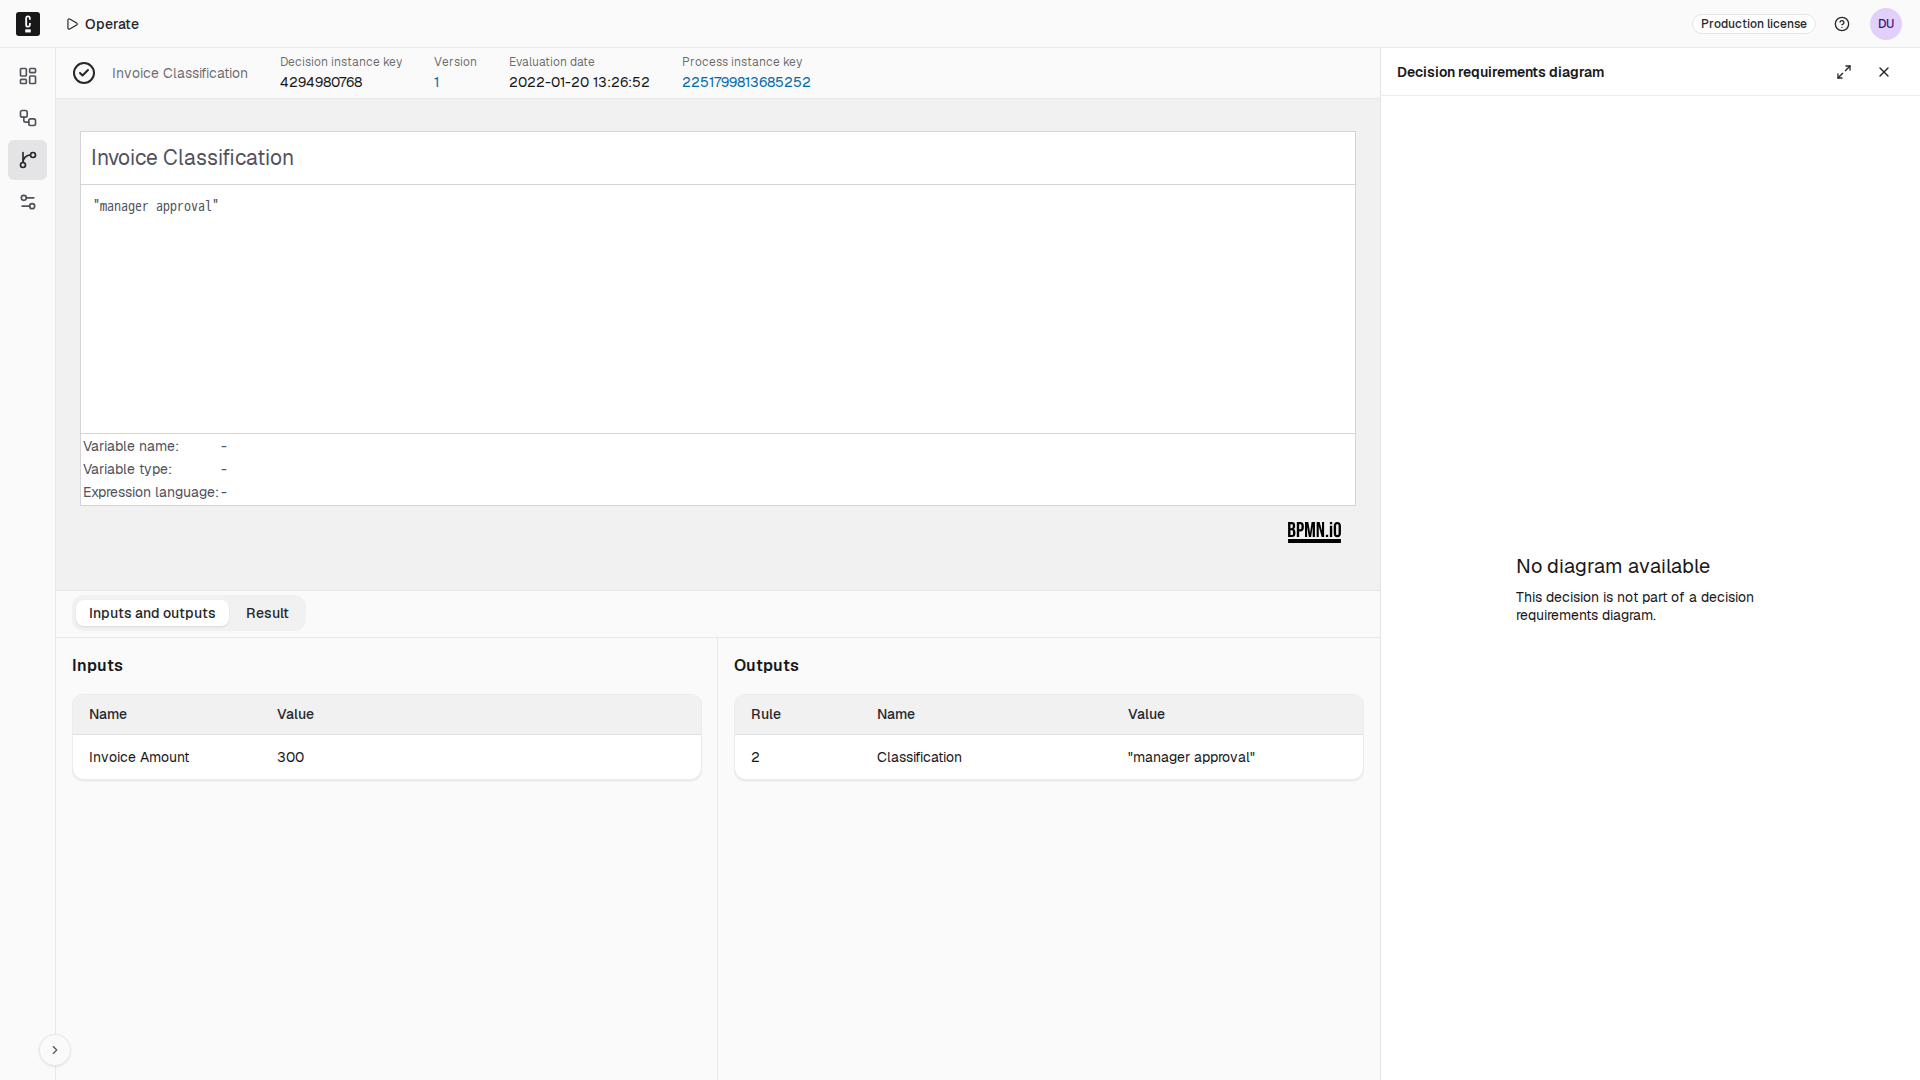 Operate
Production license
DU
Invoice Classification
Decision instance key
4294980768
Version
1
Evaluation date
2022-01-20 13:26:52
Process instance key
2251799813685252
Decision requirements diagram
Invoice Classification
"manager approval"
Variable name: -
Variable type: -
Expression language: -
BPMN.iO
No diagram available
This decision is not part of a decision
requirements diagram.
Inputs and outputs
Result
Inputs
Name Value
Invoice Amount 300
Outputs
Rule Name Value
2 Classification "manager approval"